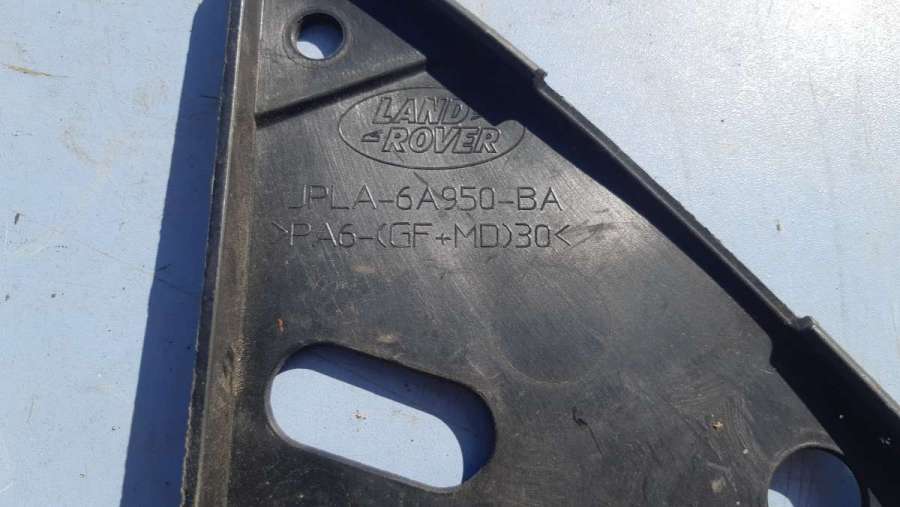 LAND
ROVER
JPLA-6A950-BA
>PA6-(GF+MD)30<